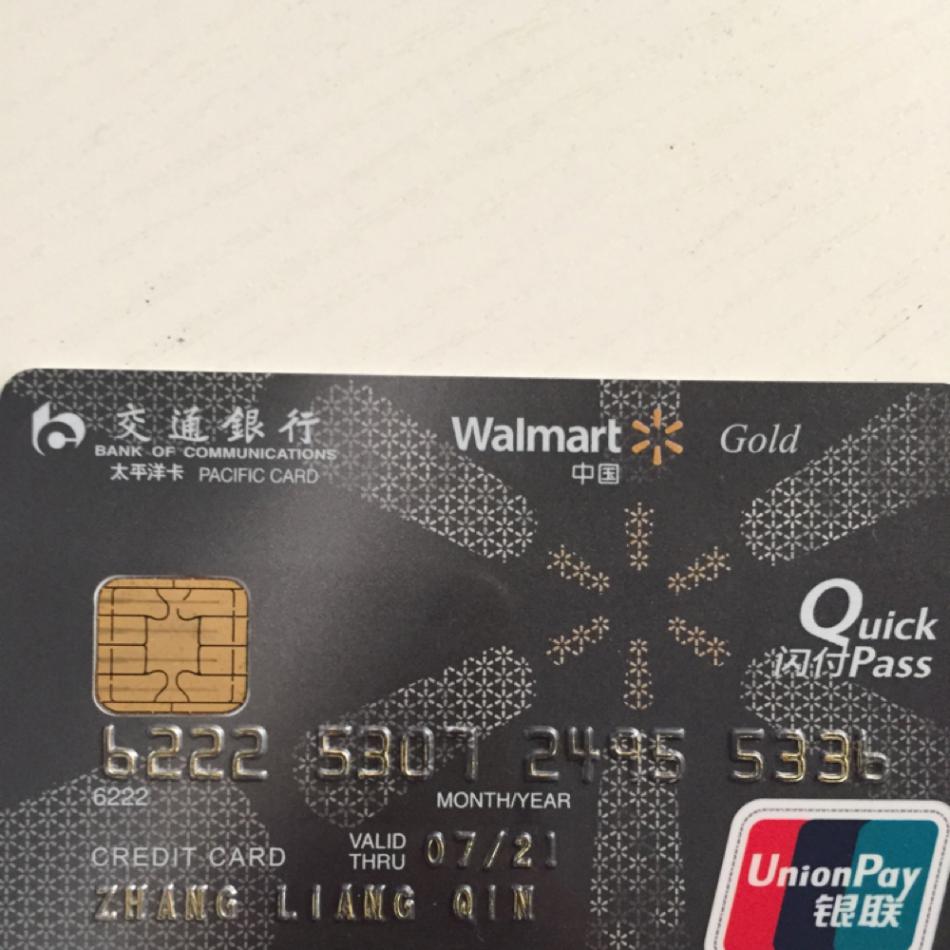 交通銀行
BANK OF COMMUNICATIONS
太平洋卡 PACIFIC CARD
Walmart Gold
中国
Quick
闪付Pass
6222 5307 2495 5336
6222
MONTH/YEAR
CREDIT CARD
VALID THRU 07/21
ZHANG LIANG QIN
UnionPay
银联